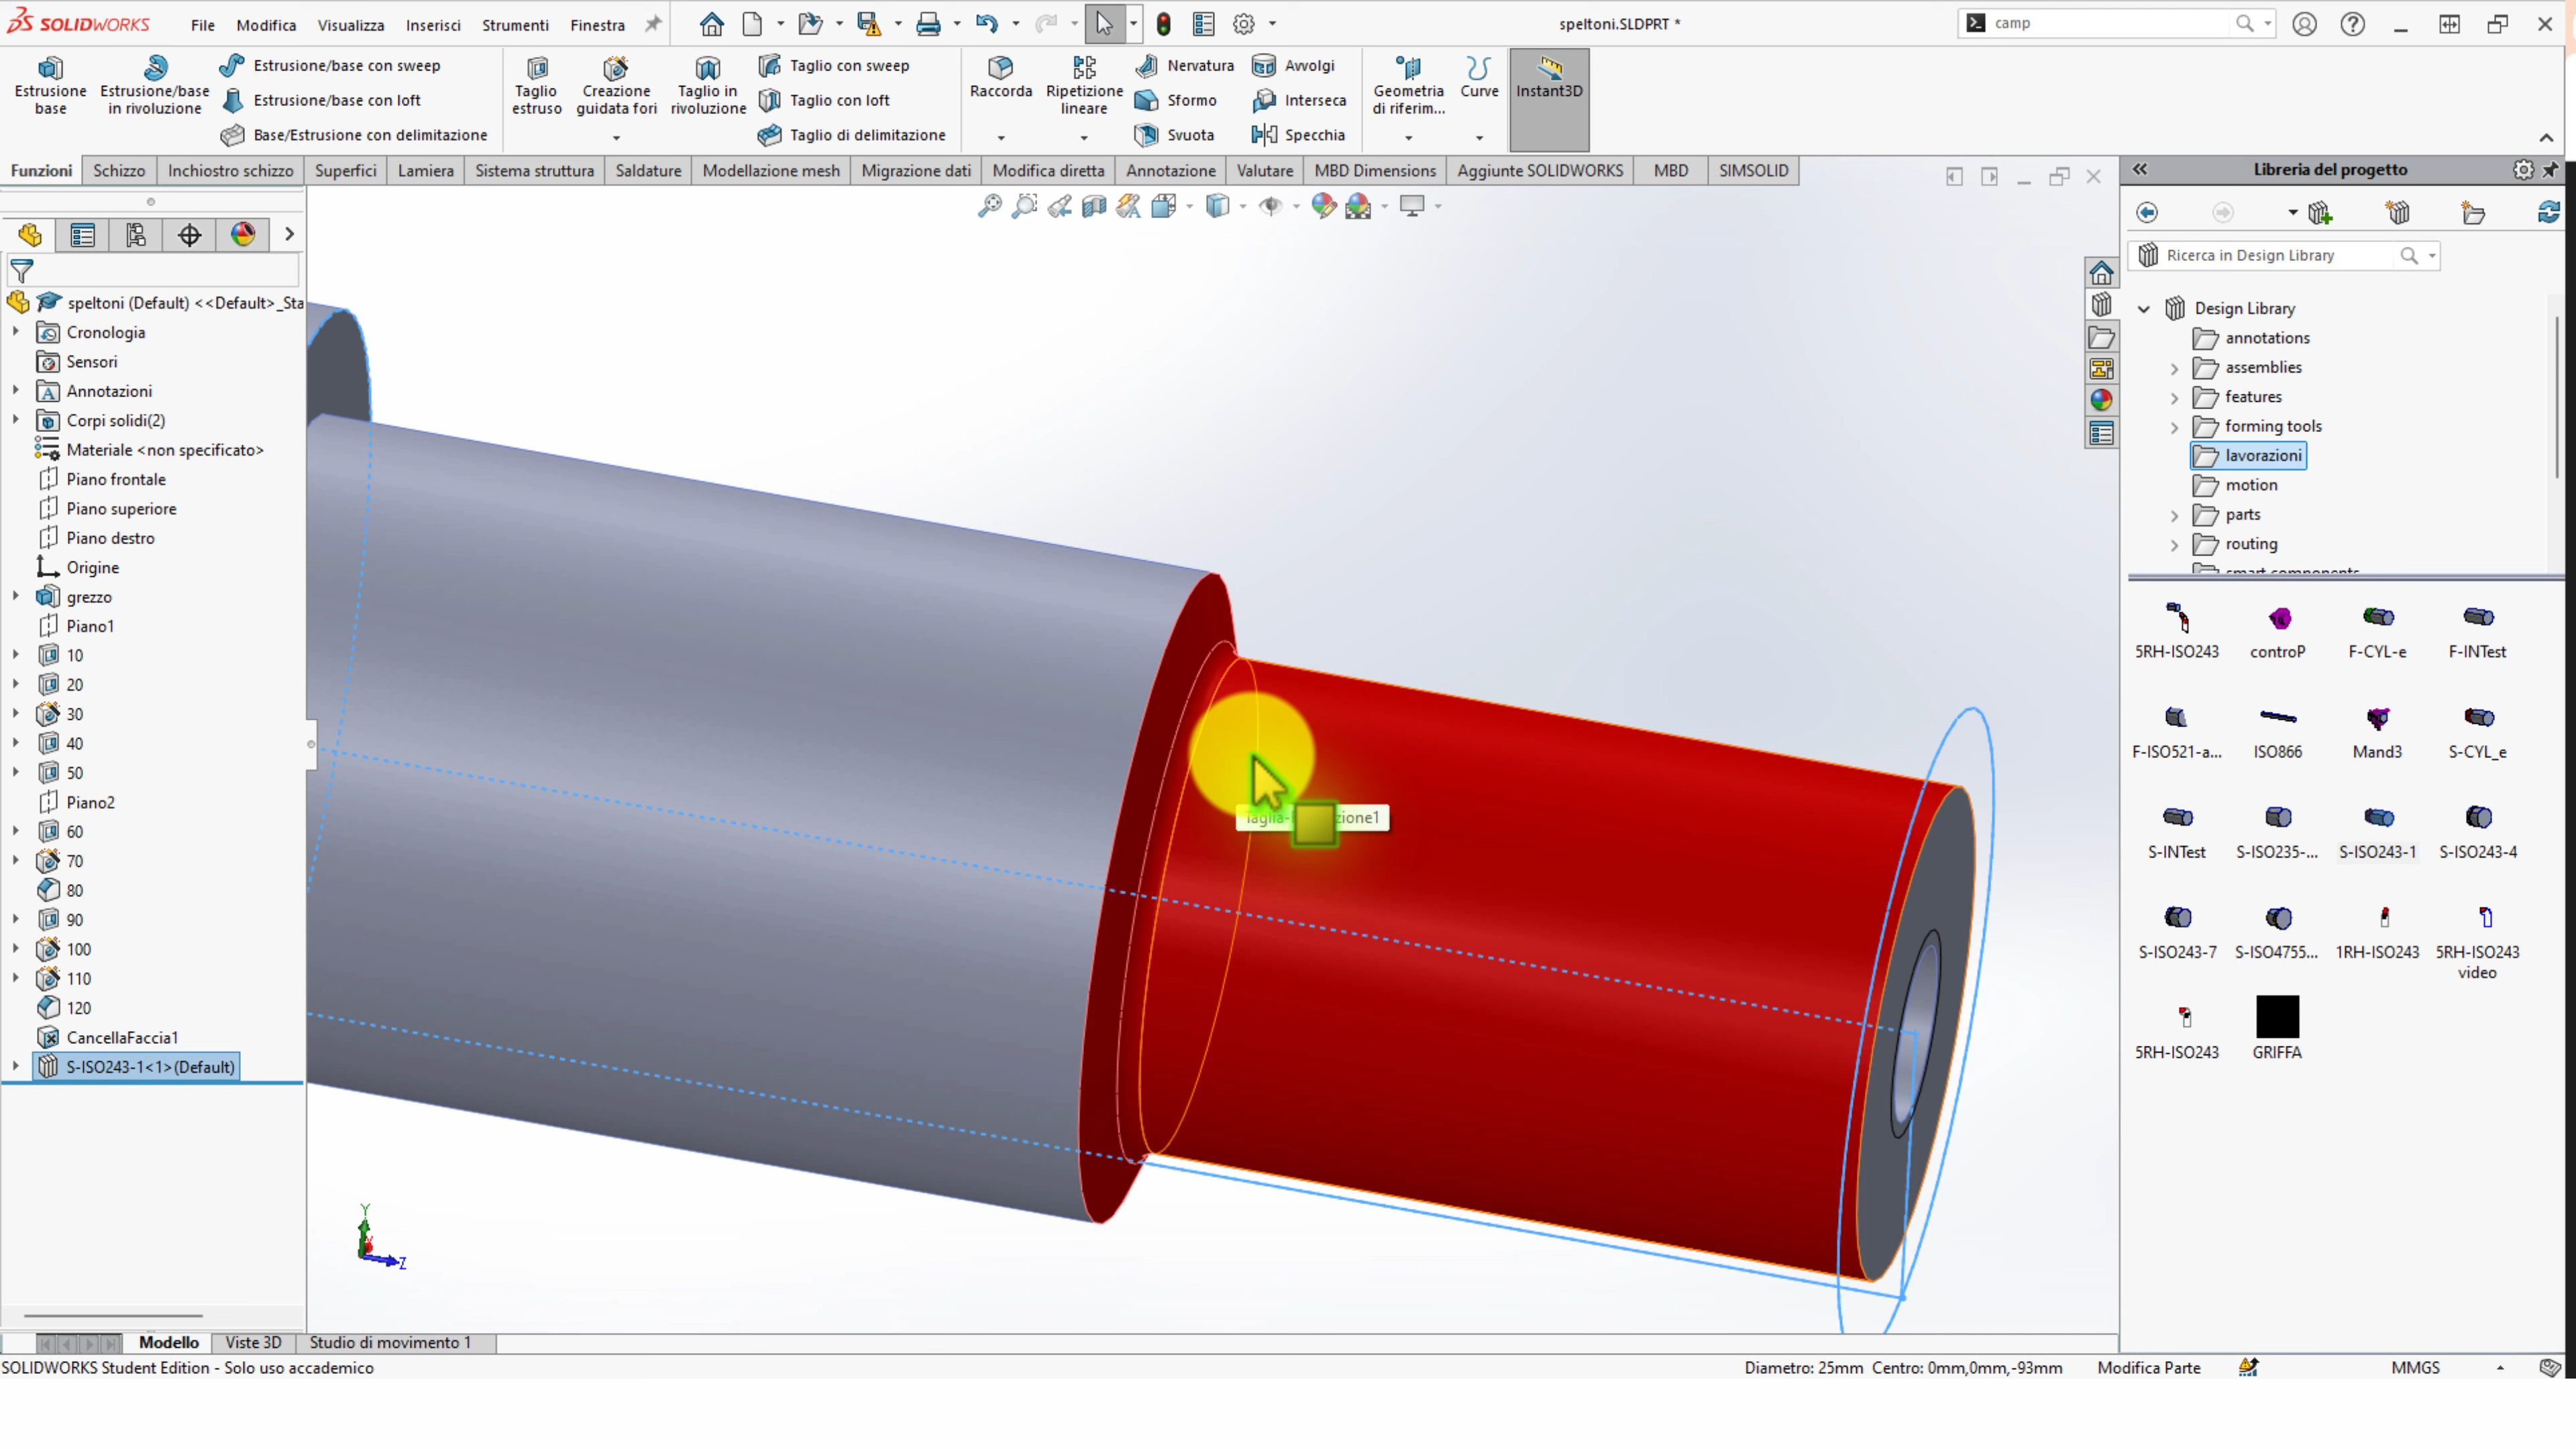 SOLIDWORKS File Modifica Visualizza Inserisci Strumenti Finestra speltoni.SLDPRT * camp
Estrusione base
Estrusione/base in rivoluzione
Estrusione/base con sweep
Estrusione/base con loft
Base/Estrusione con delimitazione
Taglio estruso
Creazione guidata fori
Taglio in rivoluzione
Taglio con sweep
Taglio con loft
Taglio di delimitazione
Raccorda
Ripetizione lineare
Nervatura
Sformo
Svuota
Avvolgi
Interseca
Specchia
Geometria di riferim...
Curve
Instant3D
Funzioni Schizzo Inchiostro schizzo Superfici Lamiera Sistema struttura Saldature Modellazione mesh Migrazione dati Modifica diretta Annotazione Valutare MBD Dimensions Aggiunte SOLIDWORKS MBD SIMSOLID
speltoni (Default) <<Default>_Sta
Cronologia
Sensori
Annotazioni
Corpi solidi(2)
Materiale <non specificato>
Piano frontale
Piano superiore
Piano destro
Origine
grezzo
Piano1
10
20
30
40
50
Piano2
60
70
80
90
100
110
120
CancellaFaccia1
S-ISO243-1<1> (Default)
Y
Z
Libreria del progetto
Ricerca in Design Library
Design Library
annotations
assemblies
features
forming tools
lavorazioni
motion
parts
routing
5RH-ISO243 controP F-CYL-e F-INTest
F-ISO521-a... ISO866 Mand3 S-CYL_e
S-INTest S-ISO235-... S-ISO243-1 S-ISO243-4
S-ISO243-7 S-ISO4755... 1RH-ISO243 5RH-ISO243 video
5RH-ISO243 GRIFFA
Modello Viste 3D Studio di movimento 1
SOLIDWORKS Student Edition - Solo uso accademico Diametro: 25mm Centro: 0mm,0mm,-93mm Modifica Parte MMGS